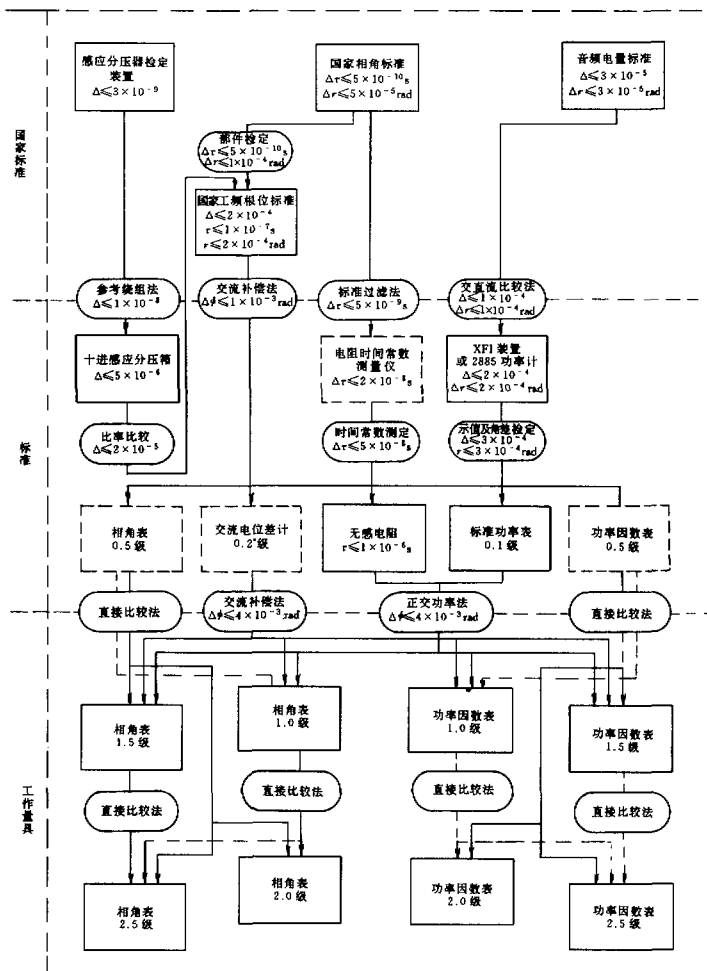 感应分压器检定
装置
Δ≤3×10⁻⁹
国家相角标准
Δτ≤5×10⁻¹⁰s
Δr≤5×10⁻⁵rad
音频电量标准
Δ≤3×10⁻⁵
Δr≤3×10⁻⁵rad
国家标准
部件检定
Δτ≤5×10⁻¹⁰s
Δr≤1×10⁻⁴rad
国家工频根位标准
Δ≤2×10⁻⁴
τ≤1×10⁻⁷s
r≤2×10⁻⁴rad
参考绕组法
Δ≤1×10⁻⁸
交流补偿法
Δφ≤1×10⁻³rad
标准过滤法
Δτ≤5×10⁻⁹s
交直流比较法
Δ≤1×10⁻⁴
Δr≤1×10⁻⁴rad
十进感应分压箱
Δ≤5×10⁻⁶
电阻时间常数
测量仪
Δτ≤2×10⁻⁸s
XFI 装置
或 2885 功率计
Δ≤2×10⁻⁴
Δr≤2×10⁻⁴rad
标准
比率比较
Δ≤2×10⁻⁵
时间常数测定
Δτ≤5×10⁻⁸s
示值及角差检定
Δ≤3×10⁻⁴
r≤3×10⁻⁴rad
相角表
0.5 级
交流电位差计
0.2 级
无感电阻
τ≤1×10⁻⁶s
标准功率表
0.1 级
功率因数表
0.5 级
直接比较法
交流补偿法
Δφ≤4×10⁻³rad
正交功率法
Δφ≤4×10⁻³rad
直接比较法
相角表
1.5 级
相角表
1.0 级
功率因数表
1.0 级
功率因数表
1.5 级
工作量具
直接比较法
直接比较法
直接比较法
直接比较法
相角表
2.5 级
相角表
2.0 级
功率因数表
2.0 级
功率因数表
2.5 级